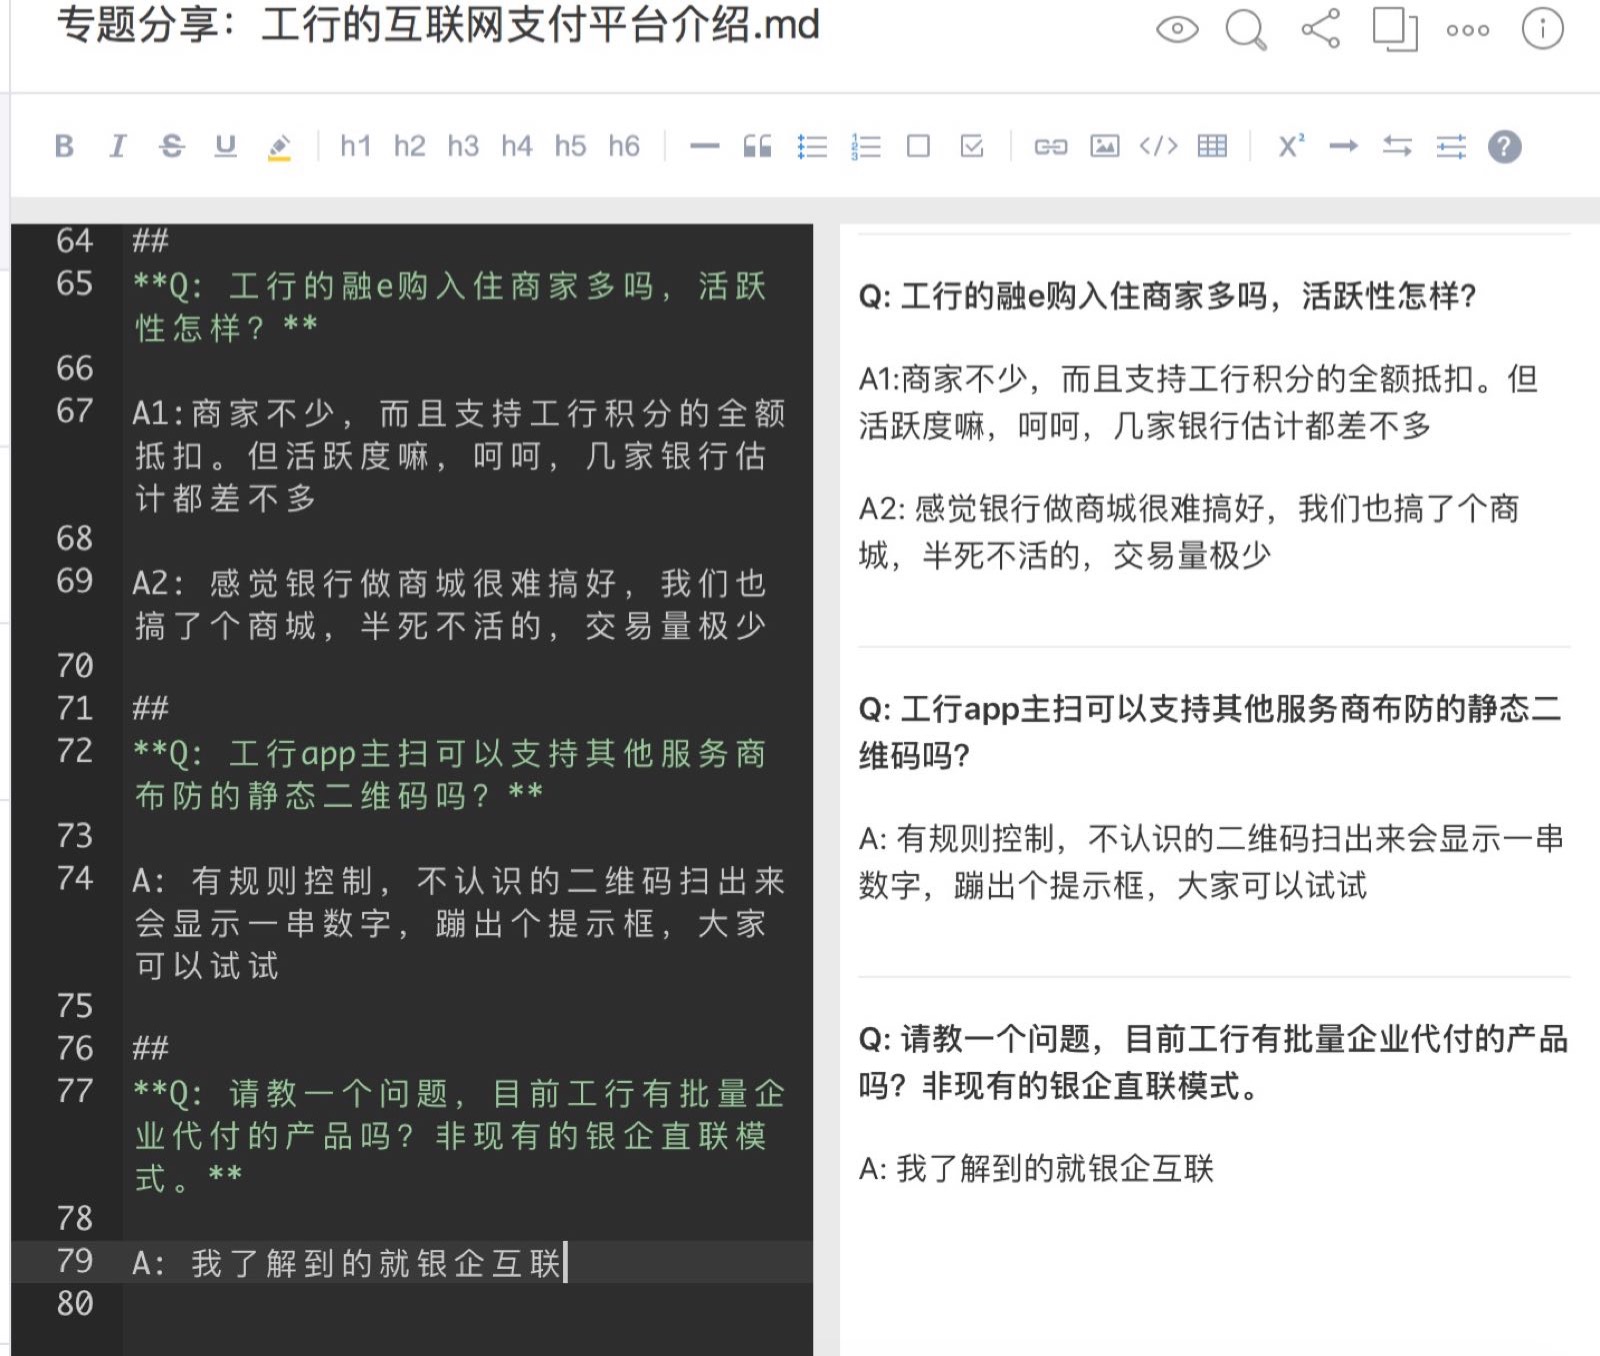 专题分享：工行的互联网支付平台介绍.md
B I S U h1 h2 h3 h4 h5 h6 X² ?
64 ##
65 **Q: 工行的融e购入住商家多吗，活跃
性怎样？**
66
67 A1:商家不少，而且支持工行积分的全额
抵扣。但活跃度嘛，呵呵，几家银行估
计都差不多
68
69 A2: 感觉银行做商城很难搞好，我们也
搞了个商城，半死不活的，交易量极少
70
71 ##
72 **Q: 工行app主扫可以支持其他服务商
布防的静态二维码吗？**
73
74 A: 有规则控制，不认识的二维码扫出来
会显示一串数字，蹦出个提示框，大家
可以试试
75
76 ##
77 **Q: 请教一个问题，目前工行有批量企
业代付的产品吗？非现有的银企直联模
式。**
78
79 A: 我了解到的就银企互联
80
Q: 工行的融e购入住商家多吗，活跃性怎样？
A1:商家不少，而且支持工行积分的全额抵扣。但
活跃度嘛，呵呵，几家银行估计都差不多
A2: 感觉银行做商城很难搞好，我们也搞了个商
城，半死不活的，交易量极少
Q: 工行app主扫可以支持其他服务商布防的静态二
维码吗？
A: 有规则控制，不认识的二维码扫出来会显示一串
数字，蹦出个提示框，大家可以试试
Q: 请教一个问题，目前工行有批量企业代付的产品
吗？非现有的银企直联模式。
A: 我了解到的就银企互联